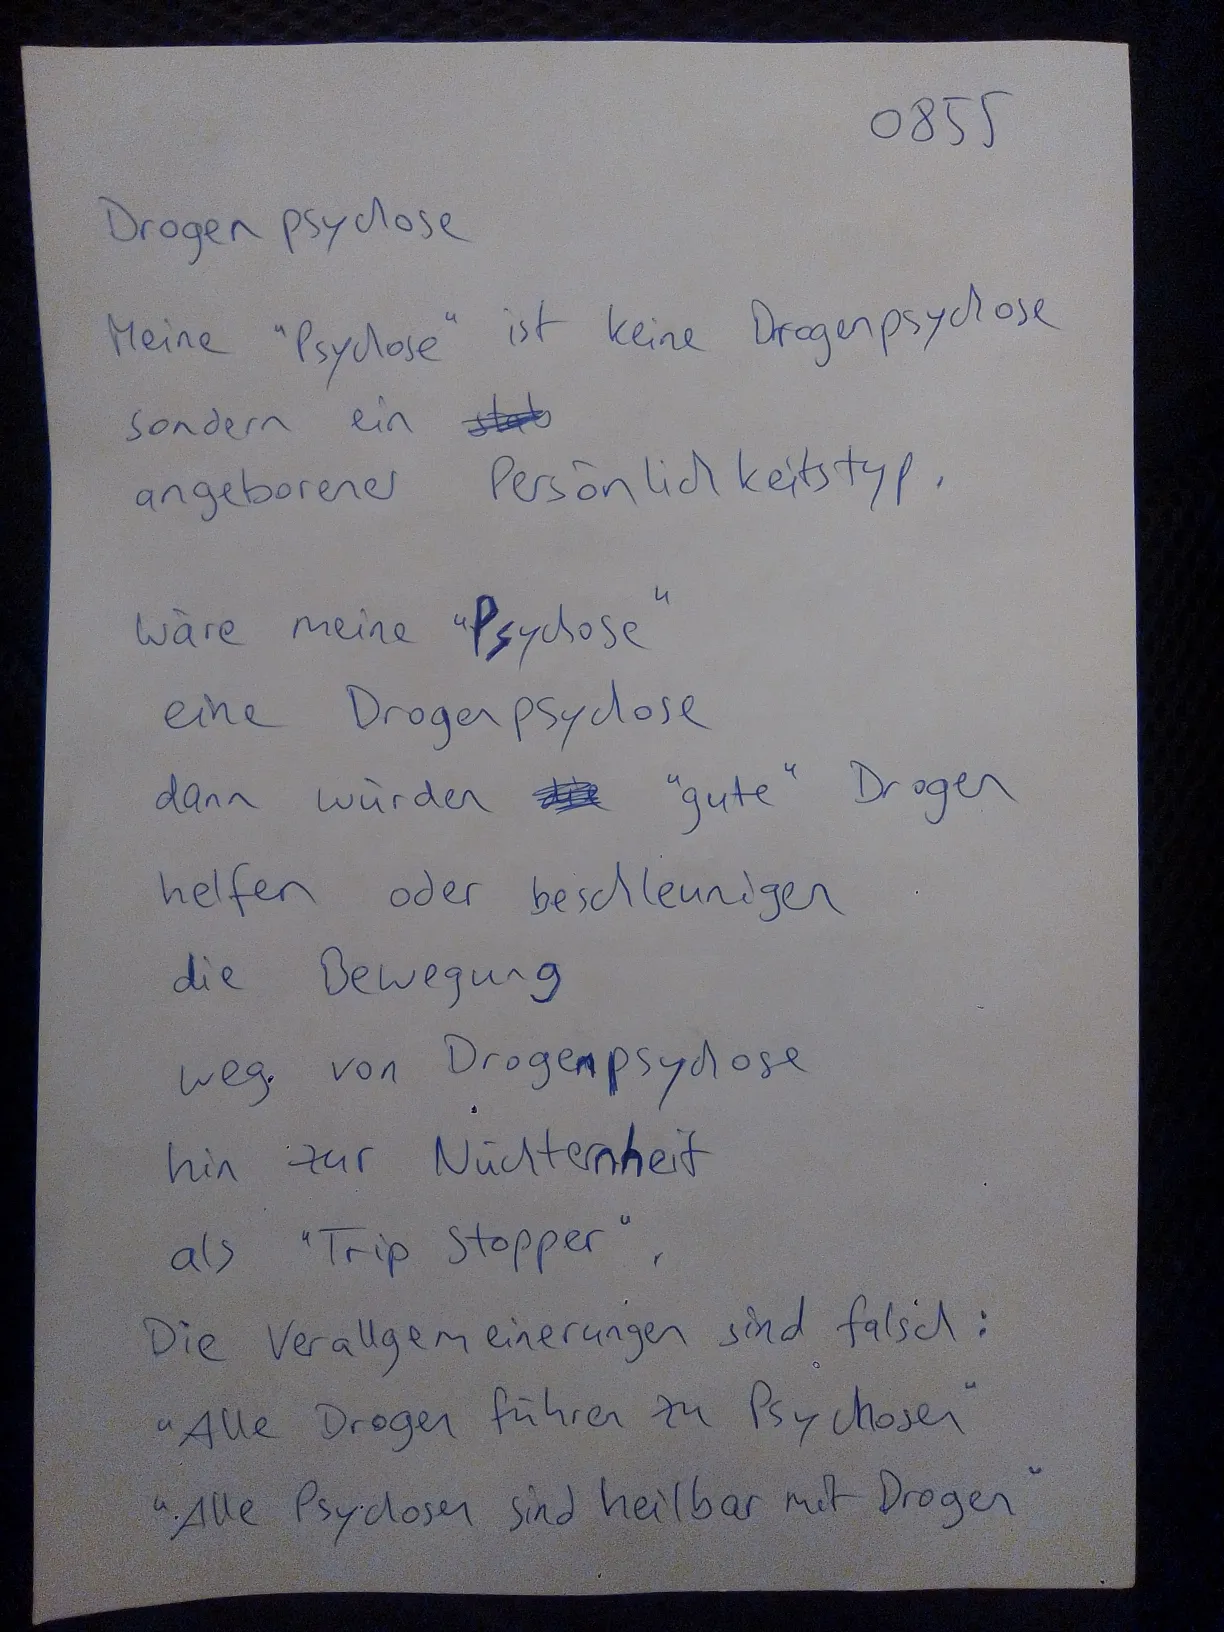 0855
Drogenpsychose
Meine "Psychose" ist keine Drogenpsychose
sondern ein
angeborener Persönlichkeitstyp.
Wäre meine "Psychose"
eine Drogenpsychose
dann würden "gute" Drogen
helfen oder beschleunigen
die Bewegung
weg von Drogenpsychose
hin zur Nüchternheit
als "Trip Stopper".
Die Verallgemeinerungen sind falsch:
"Alle Drogen führen zu Psychosen"
"Alle Psychosen sind heilbar mit Drogen"